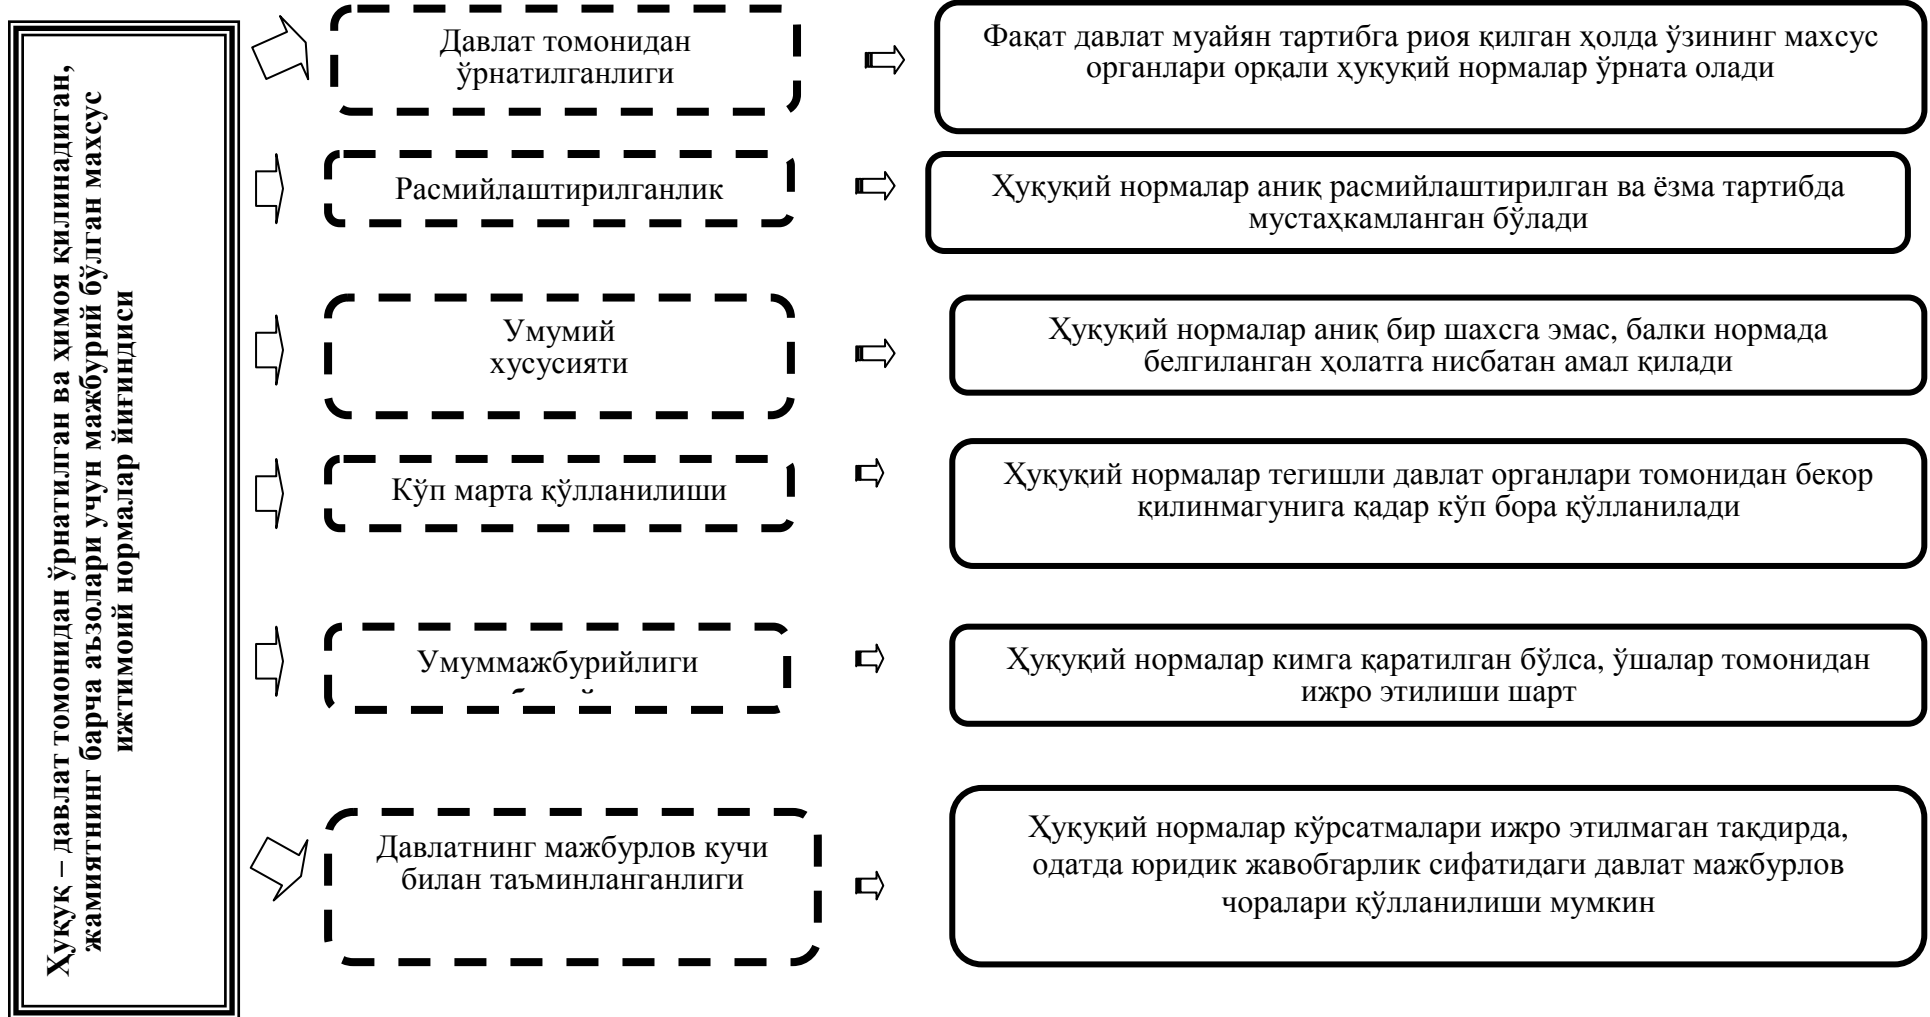 Ҳуқуқ – давлат томонидан ўрнатилган ва ҳимоя қилинадиган,
жамиятнинг барча аъзолари учун мажбурий бўлган махсус
ижтимоий нормалар йиғиндиси
Давлат томонидан
ўрнатилганлиги
Фақат давлат муайян тартибга риоя қилган ҳолда ўзининг махсус
органлари орқали ҳуқуқий нормалар ўрната олади
Расмийлаштирилганлик
Ҳуқуқий нормалар аниқ расмийлаштирилган ва ёзма тартибда
мустаҳкамланган бўлади
Умумий
хусусияти
Ҳуқуқий нормалар аниқ бир шахсга эмас, балки нормада
белгиланган ҳолатга нисбатан амал қилади
Кўп марта қўлланилиши
Ҳуқуқий нормалар тегишли давлат органлари томонидан бекор
қилинмагунига қадар кўп бора қўлланилади
Умуммажбурийлиги
Ҳуқуқий нормалар кимга қаратилган бўлса, ўшалар томонидан
ижро этилиши шарт
Давлатнинг мажбурлов кучи
билан таъминланганлиги
Ҳуқуқий нормалар кўрсатмалари ижро этилмаган тақдирда,
одатда юридик жавобгарлик сифатидаги давлат мажбурлов
чоралари қўлланилиши мумкин